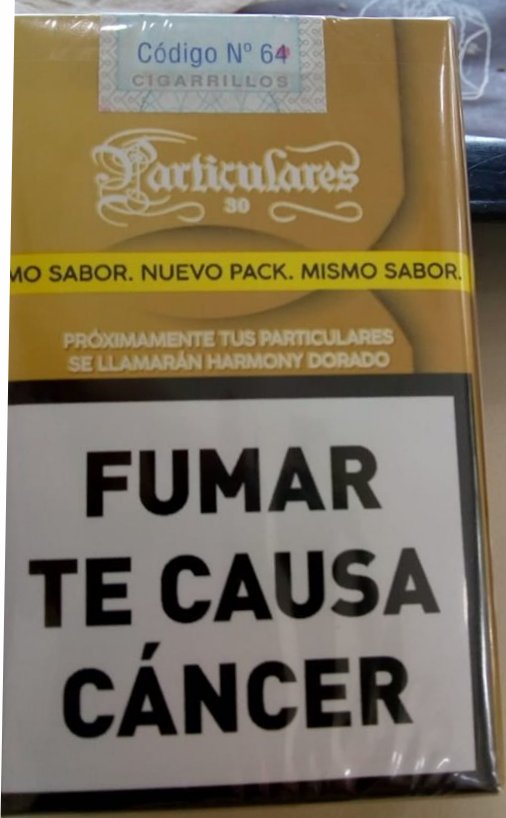 Código Nº 64
CIGARRILLOS
Particulares
30
MO SABOR. NUEVO PACK. MISMO SABOR.
PRÓXIMAMENTE TUS PARTICULARES
SE LLAMARÁN HARMONY DORADO
FUMAR
TE CAUSA
CÁNCER